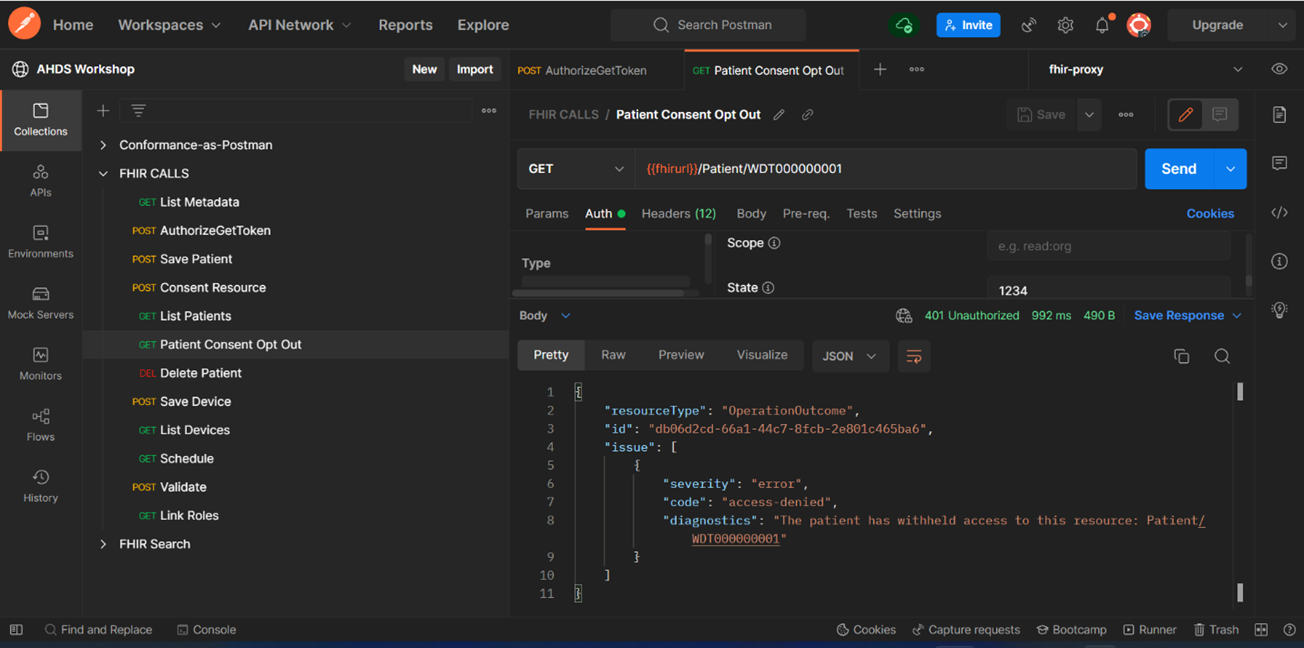 Home Workspaces API Network Reports Explore Search Postman Invite Upgrade
AHDS Workshop New Import
POST AuthorizeGetToken GET Patient Consent Opt Out fhir-proxy
Collections
APIs
Environments
Mock Servers
Monitors
Flows
History
Conformance-as-Postman
FHIR CALLS
GET List Metadata
POST AuthorizeGetToken
POST Save Patient
POST Consent Resource
GET List Patients
GET Patient Consent Opt Out
DEL Delete Patient
POST Save Device
GET List Devices
GET Schedule
POST Validate
GET Link Roles
FHIR Search
FHIR CALLS / Patient Consent Opt Out Save
GET {{fhirurl}}/Patient/WDT000000001 Send
Params Auth Headers (12) Body Pre-req. Tests Settings Cookies
Type
Scope e.g. read:org
State 1234
Body 401 Unauthorized 992 ms 490 B Save Response
Pretty Raw Preview Visualize JSON
1 {
2 "resourceType": "OperationOutcome",
3 "id": "db06d2cd-66a1-44c7-8fcb-2e801c465ba6",
4 "issue": [
5 {
6 "severity": "error",
7 "code": "access-denied",
8 "diagnostics": "The patient has withheld access to this resource: Patient/
WDT000000001"
9 }
10 ]
11 }
Find and Replace Console Cookies Capture requests Bootcamp Runner Trash